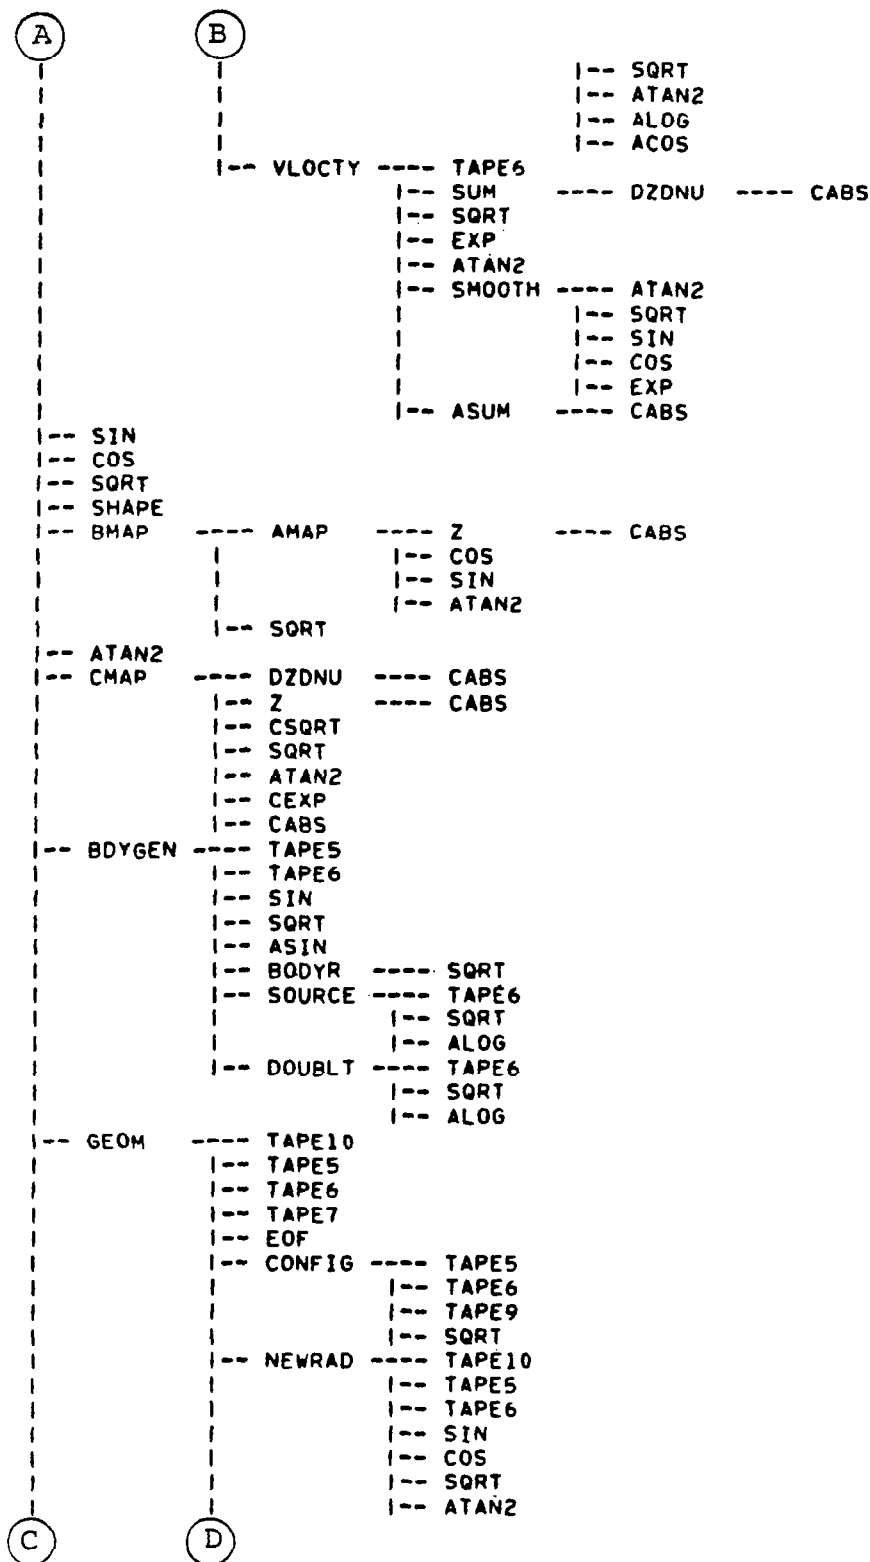 A B
|-- SQRT
|-- ATAN2
|-- ALOG
|-- ACOS
|-- VLOCTY ---- TAPE6
|-- SUM ---- DZDNU ---- CABS
|-- SQRT
|-- EXP
|-- ATAN2
|-- SMOOTH ---- ATAN2
|-- SQRT
|-- SIN
|-- COS
|-- EXP
|-- ASUM ---- CABS
|-- SIN
|-- COS
|-- SQRT
|-- SHAPE
|-- BMAP ---- AMAP ---- Z ---- CABS
|-- COS
|-- SIN
|-- ATAN2
|-- SQRT
|-- ATAN2
|-- CMAP ---- DZDNU ---- CABS
|-- Z ---- CABS
|-- CSQRT
|-- SQRT
|-- ATAN2
|-- CEXP
|-- CABS
|-- BDYGEN ---- TAPE5
|-- TAPE6
|-- SIN
|-- SQRT
|-- ASIN
|-- BODYR ---- SQRT
|-- SOURCE ---- TAPE6
|-- SQRT
|-- ALOG
|-- DOUBLT ---- TAPE6
|-- SQRT
|-- ALOG
|-- GEOM ---- TAPE10
|-- TAPE5
|-- TAPE6
|-- TAPE7
|-- EOF
|-- CONFIG ---- TAPE5
|-- TAPE6
|-- TAPE9
|-- SQRT
|-- NEWRAD ---- TAPE10
|-- TAPE5
|-- TAPE6
|-- SIN
|-- COS
|-- SQRT
|-- ATAN2
C D